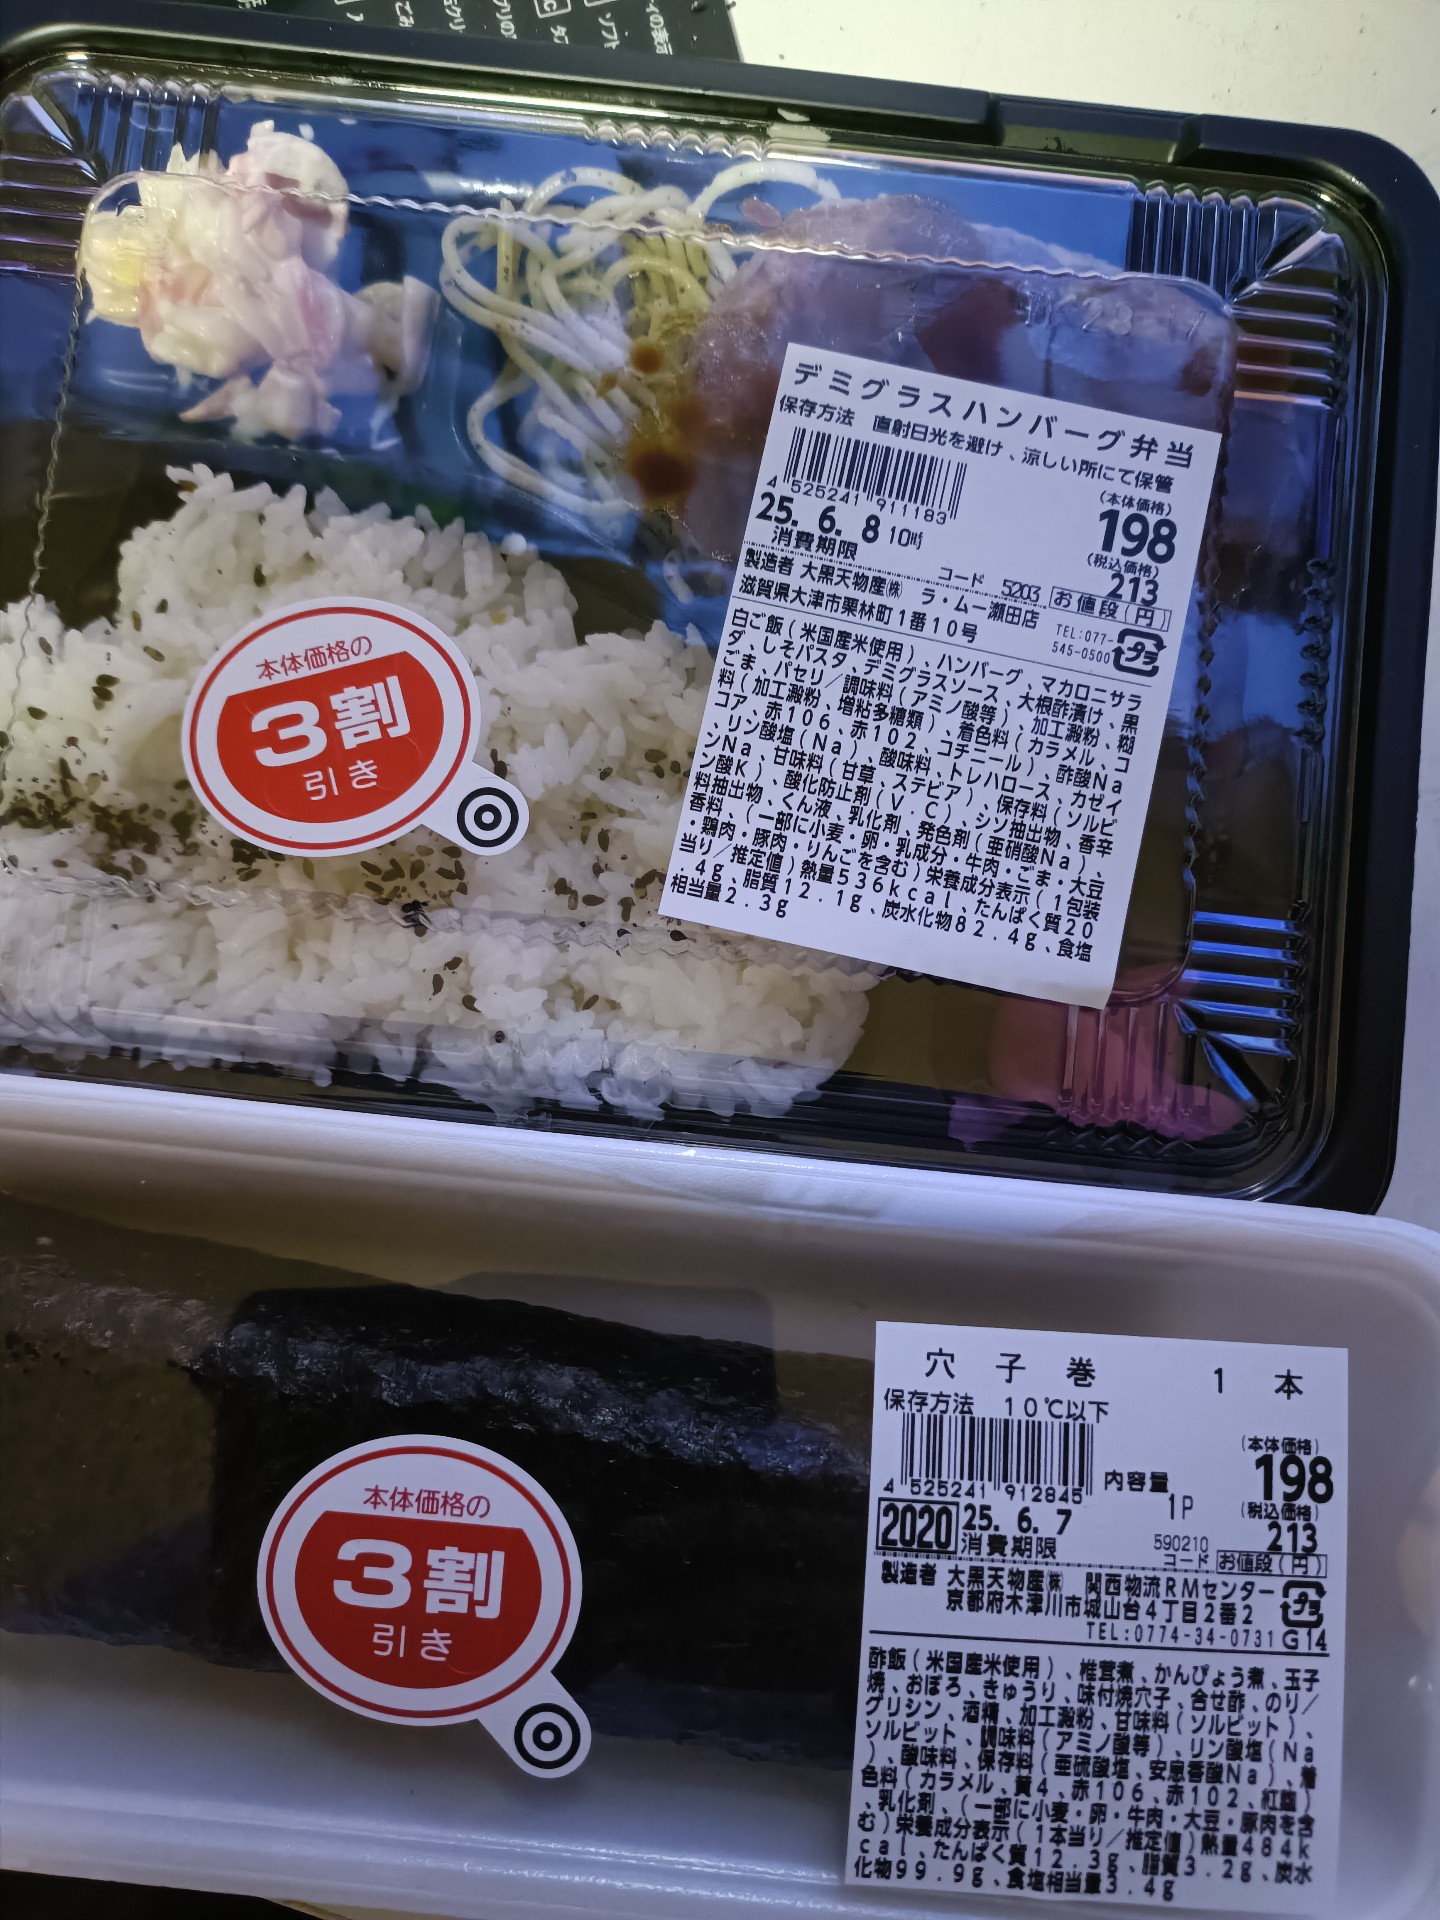 デミグラスハンバーグ弁当
保存方法 直射日光を避け、涼しい所にて保管
4 525241 911183
(本体価格)
198
25. 6. 8 10時
消費期限
(税込価格)
213
コード 5203 お値段(円)
製造者 大黒天物産㈱ ラ・ムー瀬田店
滋賀県大津市栗林町1番10号
TEL:077-
545-0500
プラ
白ご飯(米国産米使用)、ハンバーグ、マカロニサラ
ダ、しそパスタ、デミグラスソース、大根酢漬け、黒
ごま、パセリ/調味料(アミノ酸等)、加工澱粉、糊
料(加工澱粉、増粘多糖類)、着色料(カラメル、コ
コア、赤106、赤102、コチニール)、酢酸Na
、リン酸塩(Na)、酸味料、トレハロース、カゼイ
ンNa、甘味料(甘草、ステビア)、保存料(ソルビ
ン酸K)、酸化防止剤(V.C)、シソ抽出物、香辛
料抽出物、くん液、乳化剤、発色剤(亜硝酸Na)、
香料、(一部に小麦・卵・乳成分・牛肉・ごま・大豆
・鶏肉・豚肉・りんごを含む)栄養成分表示(1包装
当り/推定値)熱量536kcal、たんぱく質20
.4g、脂質12.1g、炭水化物82.4g、食塩
相当量2.3g
本体価格の
3割
引き
穴子巻 1本
保存方法 10℃以下
4 525241 912845
内容量
1P
(本体価格)
198
(税込価格)
213
2020 25. 6. 7
消費期限
590210
コード お値段(円)
製造者 大黒天物産㈱ 関西物流RMセンター
京都府木津川市城山台4丁目2番2
TEL:0774-34-0731 G14
プラ
酢飯(米国産米使用)、椎茸煮、かんぴょう煮、玉子
焼、おぼろ、きゅうり、味付焼穴子、合せ酢、のり/
グリシン、酒精、加工澱粉、甘味料(ソルビット)、
ソルビット、調味料(アミノ酸等)、リン酸塩(Na
)、酸味料、保存料(亜硫酸塩、安息香酸Na)、着
色料(カラメル、黄4、赤106、赤102、紅麹)
、乳化剤、(一部に小麦・卵・牛肉・大豆・豚肉を含
む)栄養成分表示(1本当り/推定値)熱量484k
cal、たんぱく質12.3g、脂質3.2g、炭水
化物99.9g、食塩相当量3.4g
本体価格の
3割
引き